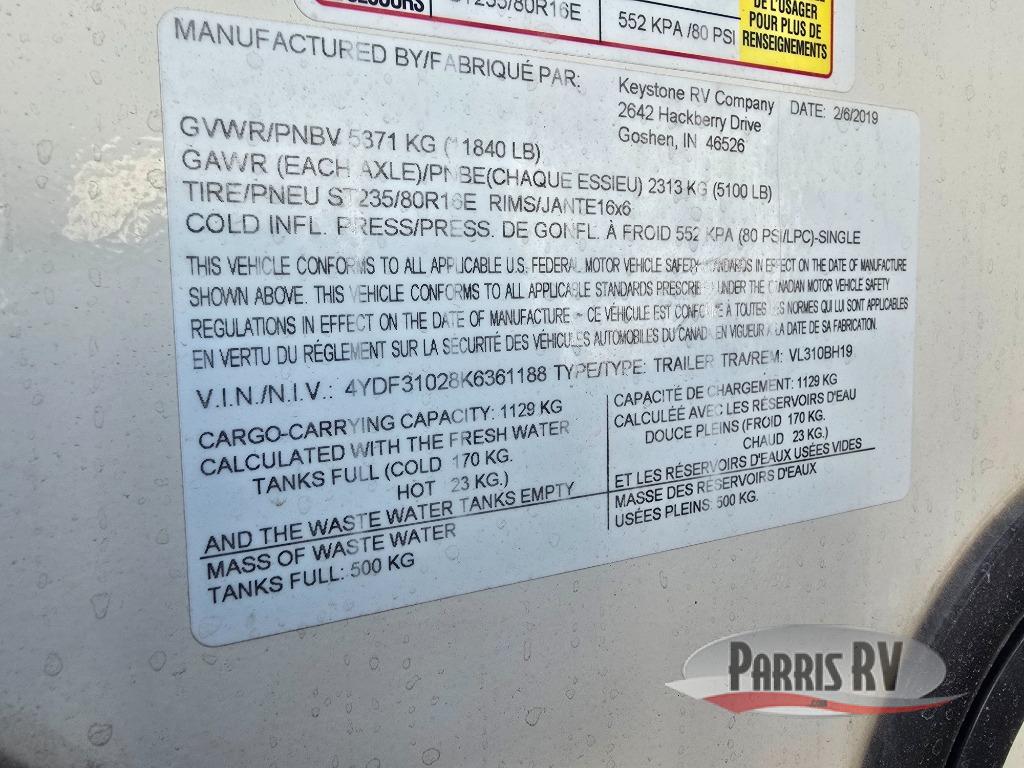 ST235/80R16E
552 KPA /80 PSI
DE L'USAGER
POUR PLUS DE
RENSEIGNEMENTS
MANUFACTURED BY/FABRIQUÉ PAR:
Keystone RV Company
2642 Hackberry Drive
Goshen, IN 46526
DATE: 2/6/2019
GVWR/PNBV 5371 KG (11840 LB)
GAWR (EACH AXLE)/PNBE(CHAQUE ESSIEU) 2313 KG (5100 LB)
TIRE/PNEU ST235/80R16E RIMS/JANTE16x6
COLD INFL. PRESS/PRESS. DE GONFL. À FROID 552 KPA (80 PSI/LPC)-SINGLE
THIS VEHICLE CONFORMS TO ALL APPLICABLE U.S. FEDERAL MOTOR VEHICLE SAFETY STANDARDS IN EFFECT ON THE DATE OF MANUFACTURE
SHOWN ABOVE. THIS VEHICLE CONFORMS TO ALL APPLICABLE STANDARDS PRESCRIBED UNDER THE CANADIAN MOTOR VEHICLE SAFETY
REGULATIONS IN EFFECT ON THE DATE OF MANUFACTURE - CE VÉHICULE EST CONFORME À TOUTES LES NORMES QUI LUI SONT APPLICABLES
EN VERTU DU RÉGLEMENT SUR LA SÉCURITÉ DES VÉHICULES AUTOMOBILES DU CANADA EN VIGUEUR À LA DATE DE SA FABRICATION.
V.I.N./N.I.V.: 4YDF31028K6361188 TYPE/TYPE: TRAILER TRA/REM: VL310BH19
CARGO-CARRYING CAPACITY: 1129 KG
CALCULATED WITH THE FRESH WATER
TANKS FULL (COLD 170 KG.
HOT 23 KG.)
AND THE WASTE WATER TANKS EMPTY
MASS OF WASTE WATER
TANKS FULL: 500 KG
CAPACITÉ DE CHARGEMENT: 1129 KG
CALCULÉE AVEC LES RÉSERVOIRS D'EAU
DOUCE PLEINS (FROID 170 KG.
CHAUD 23 KG.)
ET LES RÉSERVOIRS D'EAUX USÉES VIDES
MASSE DES RÉSERVOIRS D'EAUX
USÉES PLEINS: 500 KG.
PARRIS RV
.com